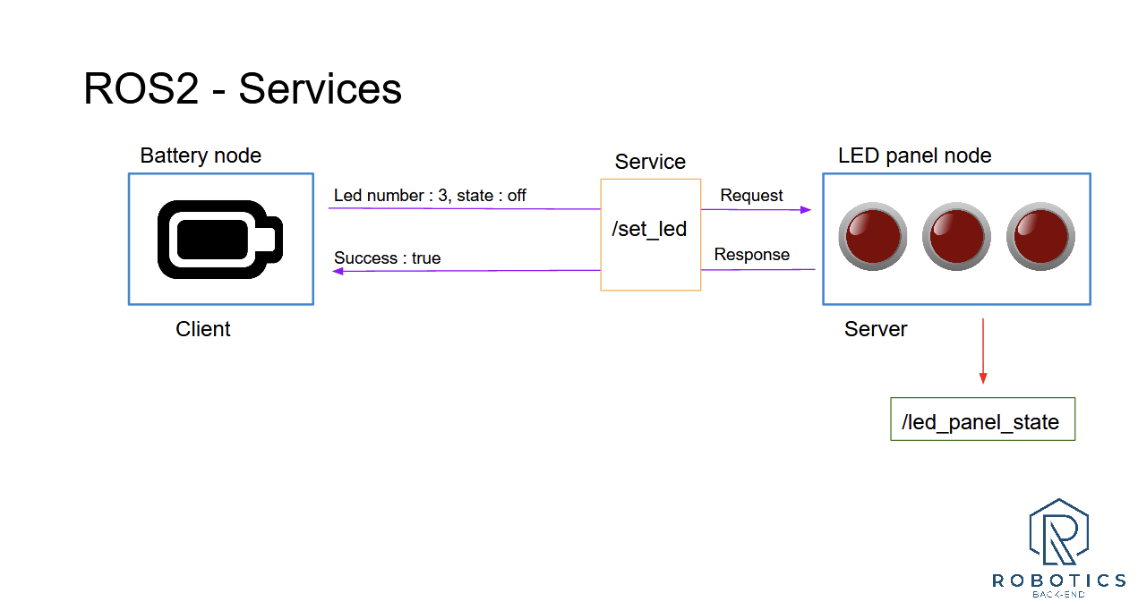 ROS2 - Services
Battery node
Service
LED panel node
Led number : 3, state : off
Request
/set_led
Success : true
Response
Client
Server
/led_panel_state
ROBOTICS
BACK-END